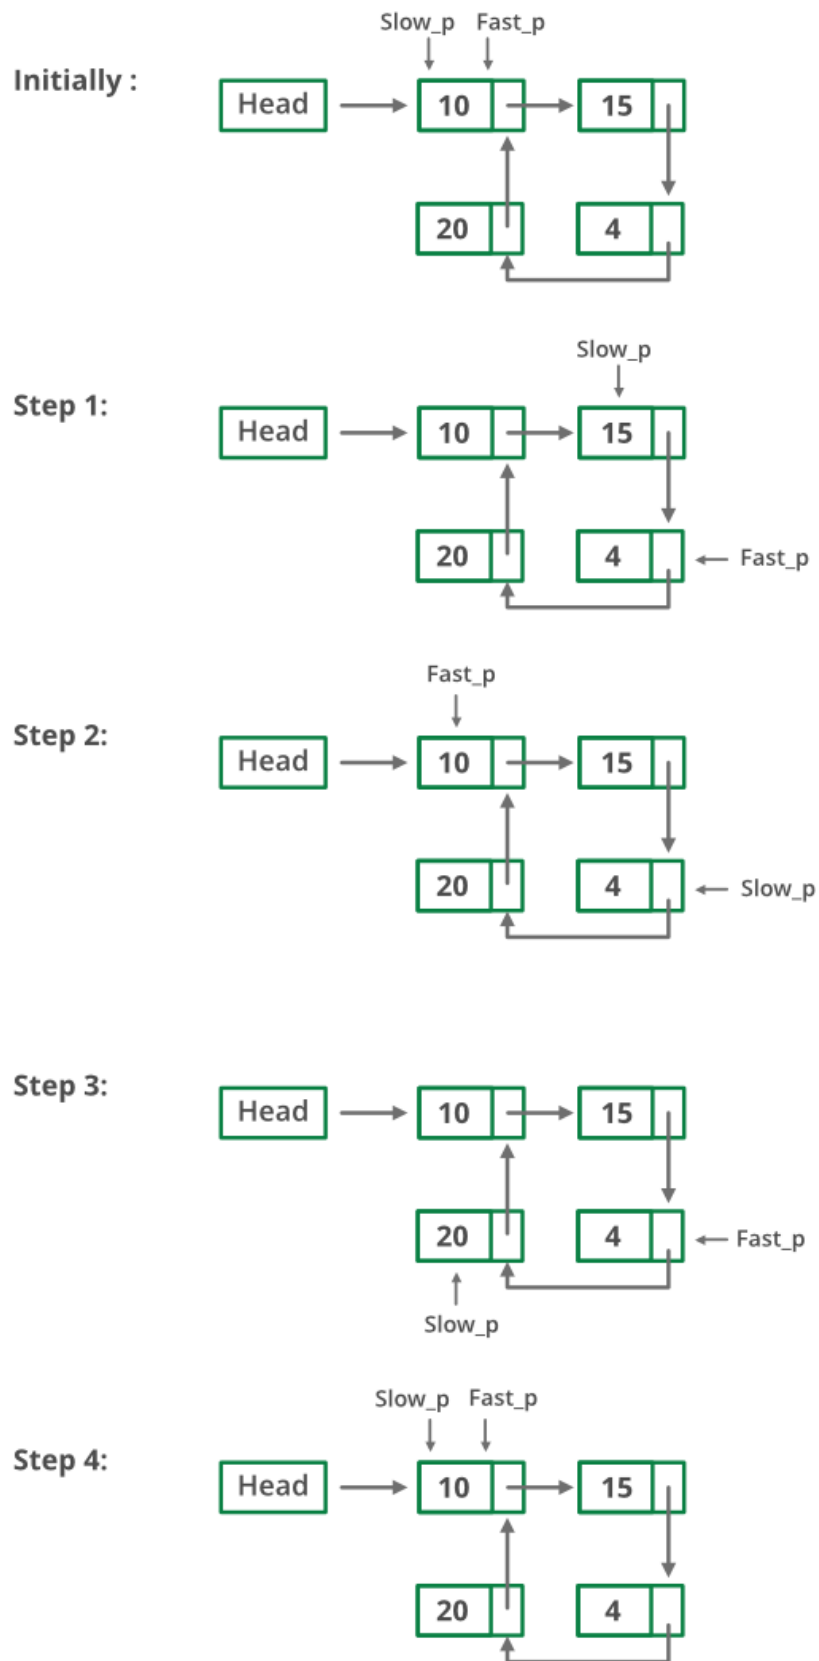 Slow_p Fast_p
Initially :
Head 10 15
20 4
Slow_p
Step 1:
Head 10 15
20 4 Fast_p
Fast_p
Step 2:
Head 10 15
20 4 Slow_p
Step 3:
Head 10 15
20 4 Fast_p
Slow_p
Slow_p Fast_p
Step 4:
Head 10 15
20 4